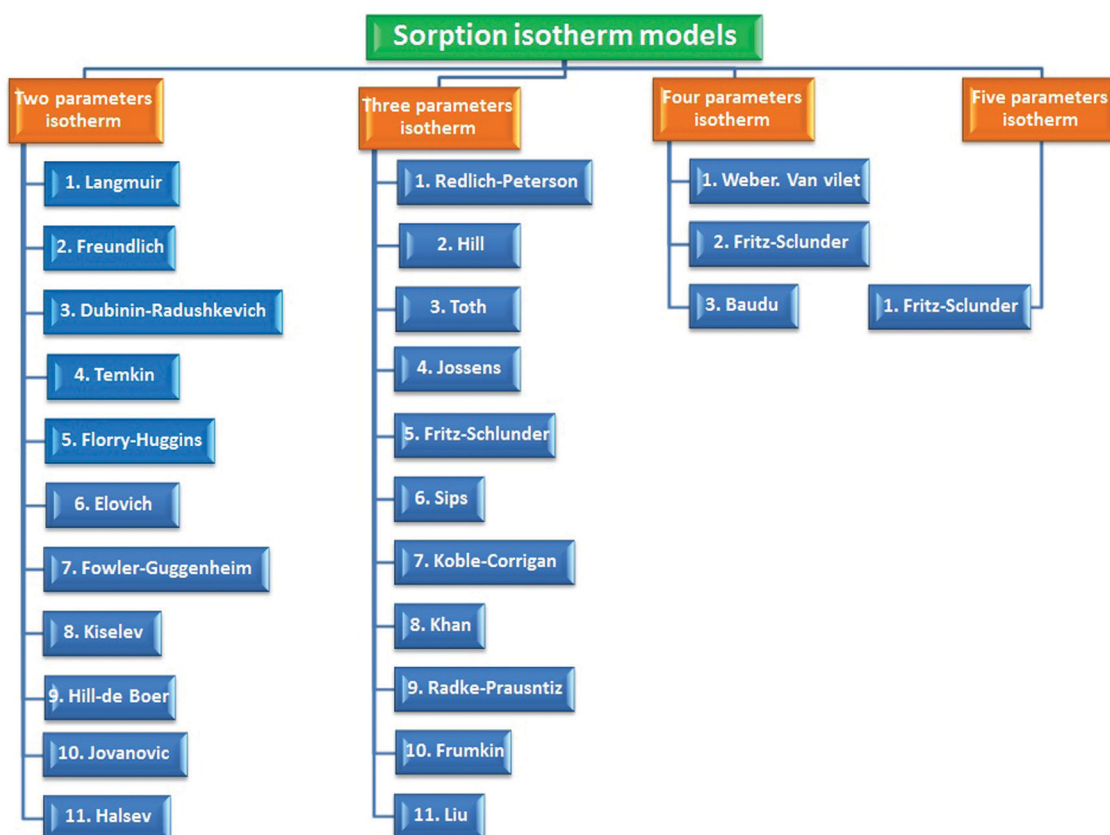 Sorption isotherm models
Two parameters
isotherm
1. Langmuir
2. Freundlich
3. Dubinin-Radushkevich
4. Temkin
5. Florry-Huggins
6. Elovich
7. Fowler-Guggenheim
8. Kiselev
9. Hill-de Boer
10. Jovanovic
11. Halsev
Three parameters
isotherm
1. Redlich-Peterson
2. Hill
3. Toth
4. Jossens
5. Fritz-Schlunder
6. Sips
7. Koble-Corrigan
8. Khan
9. Radke-Prausntiz
10. Frumkin
11. Liu
Four parameters
isotherm
1. Weber. Van vilet
2. Fritz-Sclunder
3. Baudu
Five parameters
isotherm
1. Fritz-Sclunder